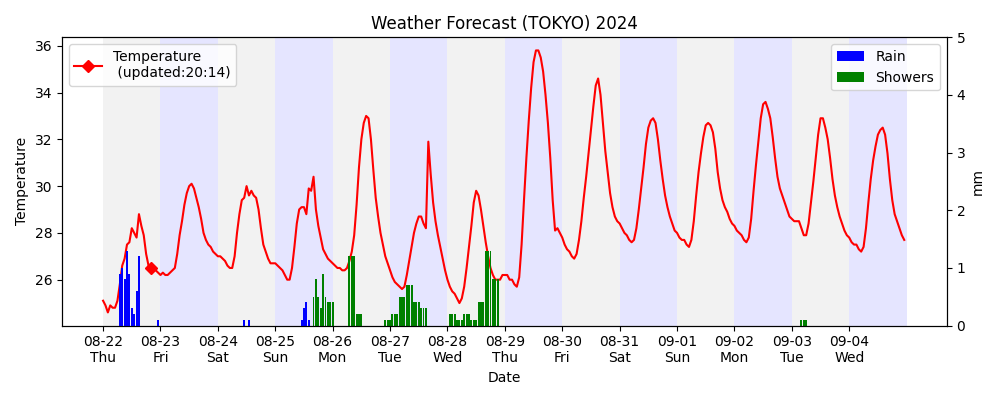 Weather Forecast (TOKYO) 2024
Temperature
(updated:20:14)
Rain
Showers
36
34
32
30
28
26
Temperature
5
4
3
2
1
0
mm
08-22 08-23 08-24 08-25 08-26 08-27 08-28 08-29 08-30 08-31 09-01 09-02 09-03 09-04
Thu Fri Sat Sun Mon Tue Wed Thu Fri Sat Sun Mon Tue Wed
Date